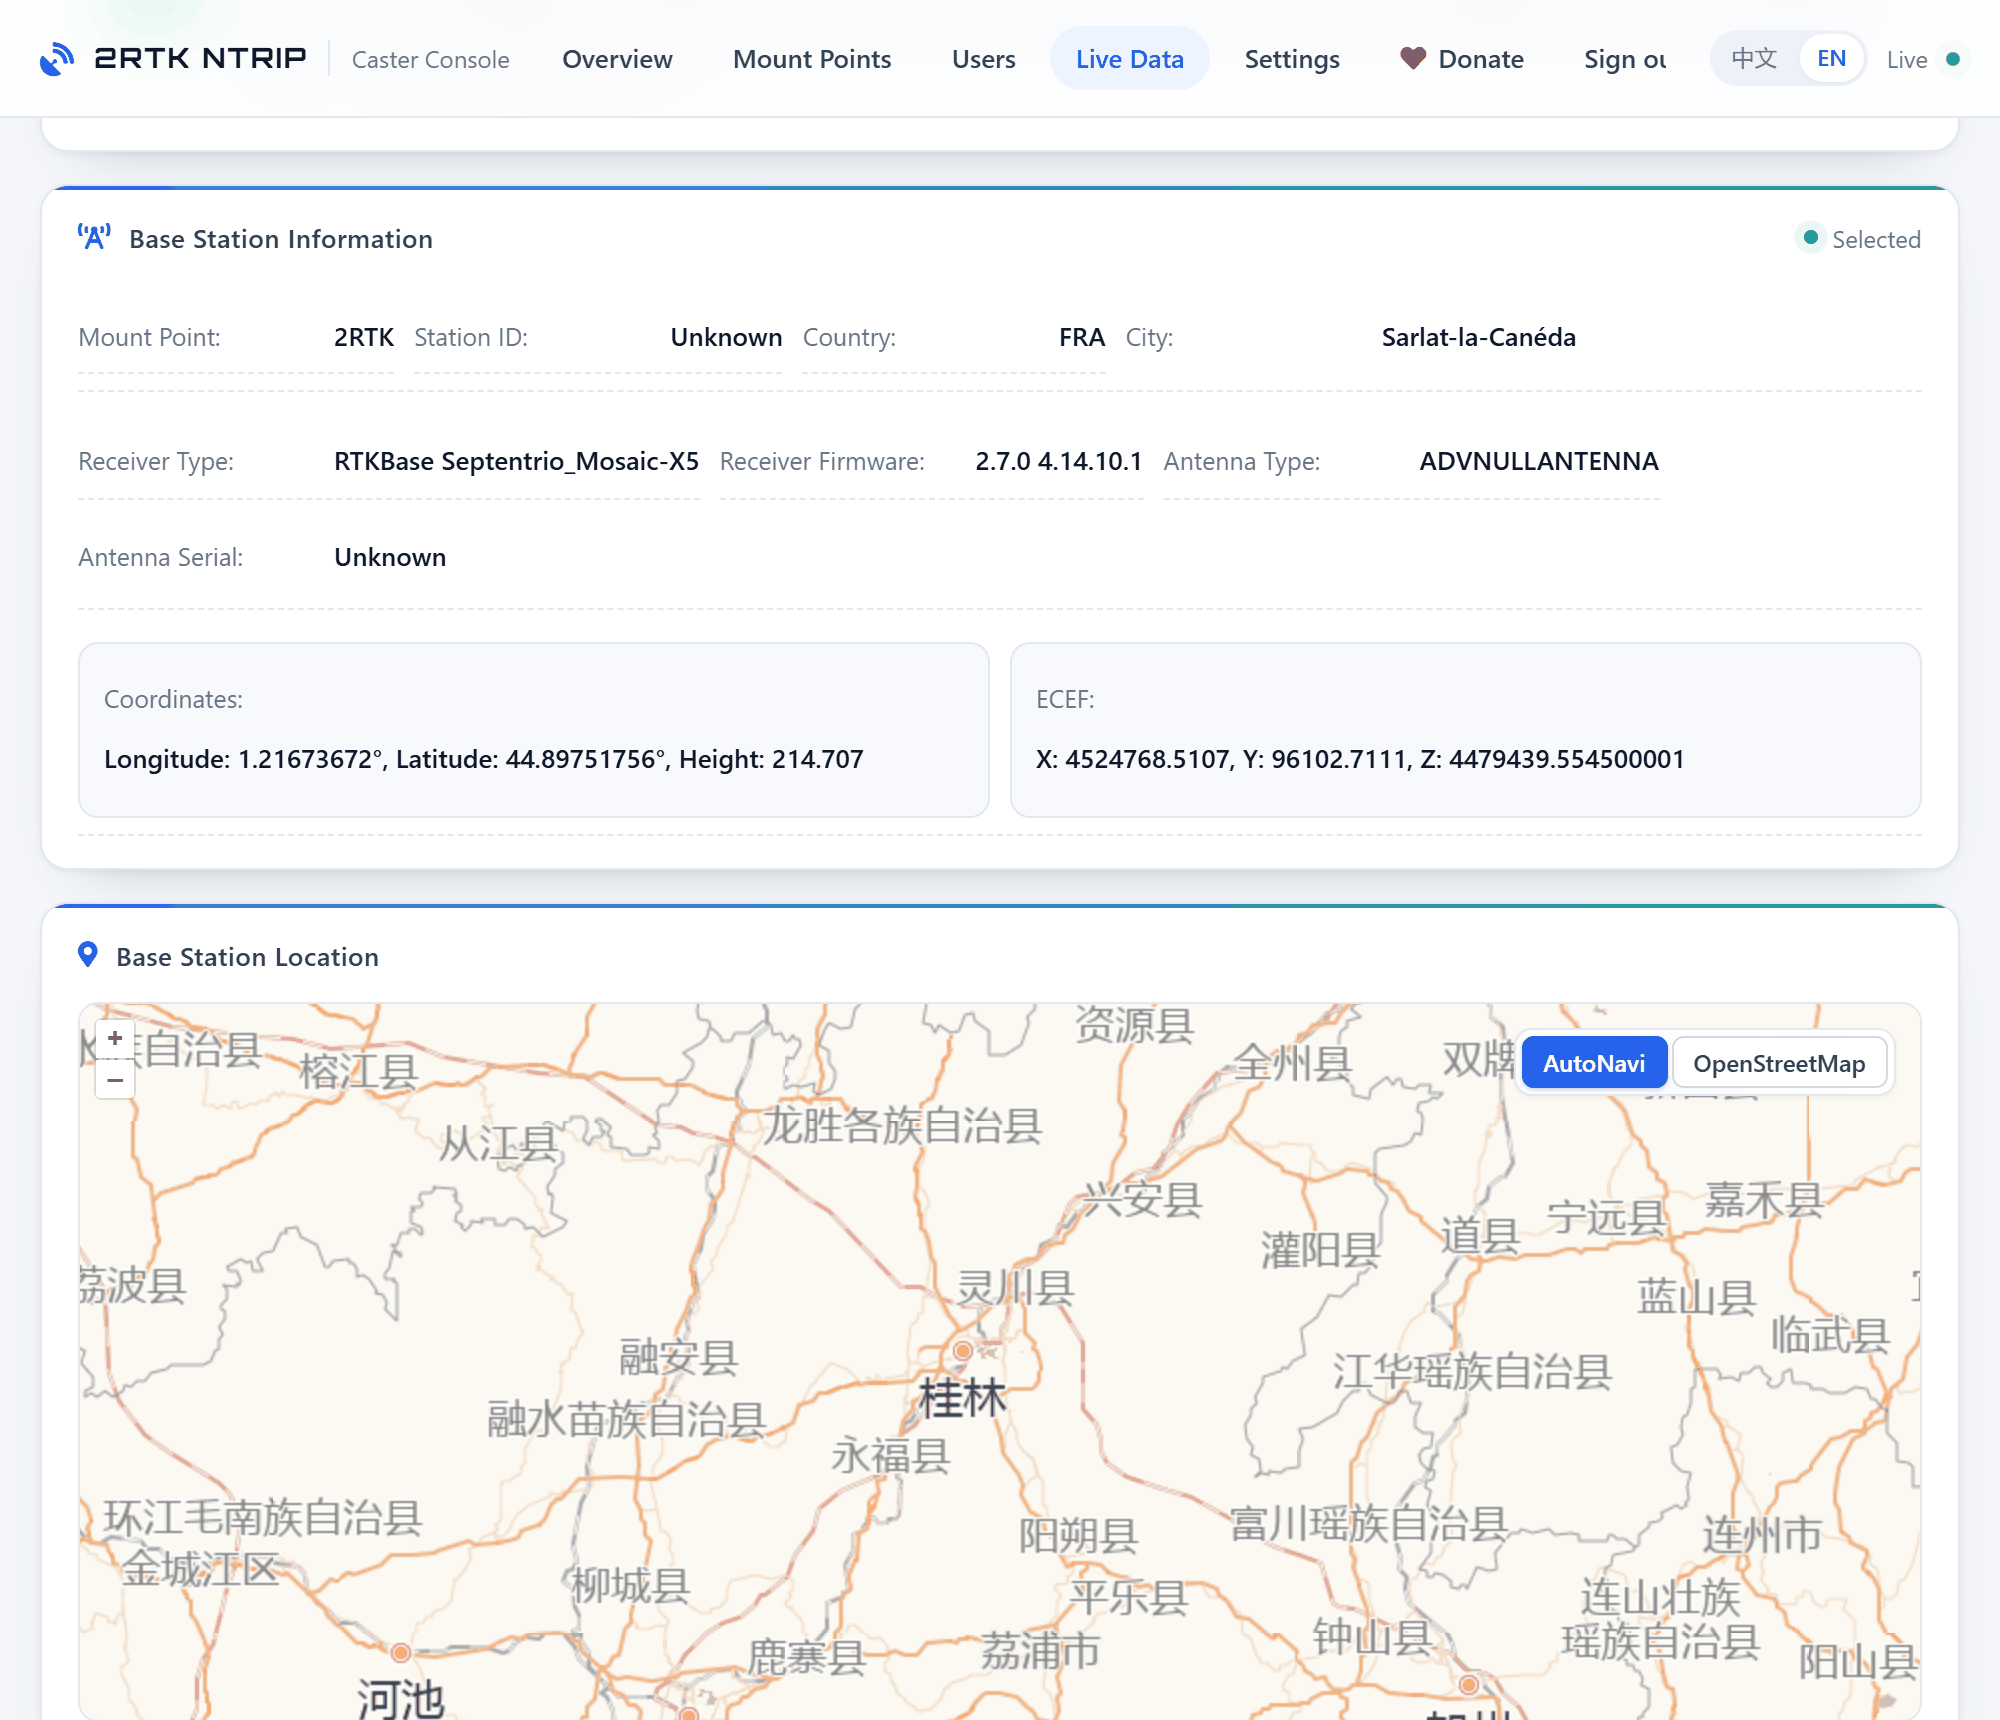 2RTK NTRIP Caster Console Overview Mount Points Users Live Data Settings Donate Sign ou 中文 EN Live
Base Station Information Selected
Mount Point: 2RTK Station ID: Unknown Country: FRA City: Sarlat-la-Canéda
Receiver Type: RTKBase Septentrio_Mosaic-X5 Receiver Firmware: 2.7.0 4.14.10.1 Antenna Type: ADVNULLANTENNA
Antenna Serial: Unknown
Coordinates:
Longitude: 1.21673672°, Latitude: 44.89751756°, Height: 214.707
ECEF:
X: 4524768.5107, Y: 96102.7111, Z: 4479439.554500001
Base Station Location
+
−
AutoNavi OpenStreetMap
资源县
族自治县
榕江县
全州县
双牌
从江县
龙胜各族自治县
兴安县
灌阳县
道县
宁远县
嘉禾县
荔波县
灵川县
蓝山县
临武县
融安县
桂林
江华瑶族自治县
融水苗族自治县
永福县
环江毛南族自治县
金城江区
阳朔县
富川瑶族自治县
连州市
柳城县
平乐县
连山壮族
瑶族自治县
鹿寨县
荔浦市
钟山县
阳山县
河池